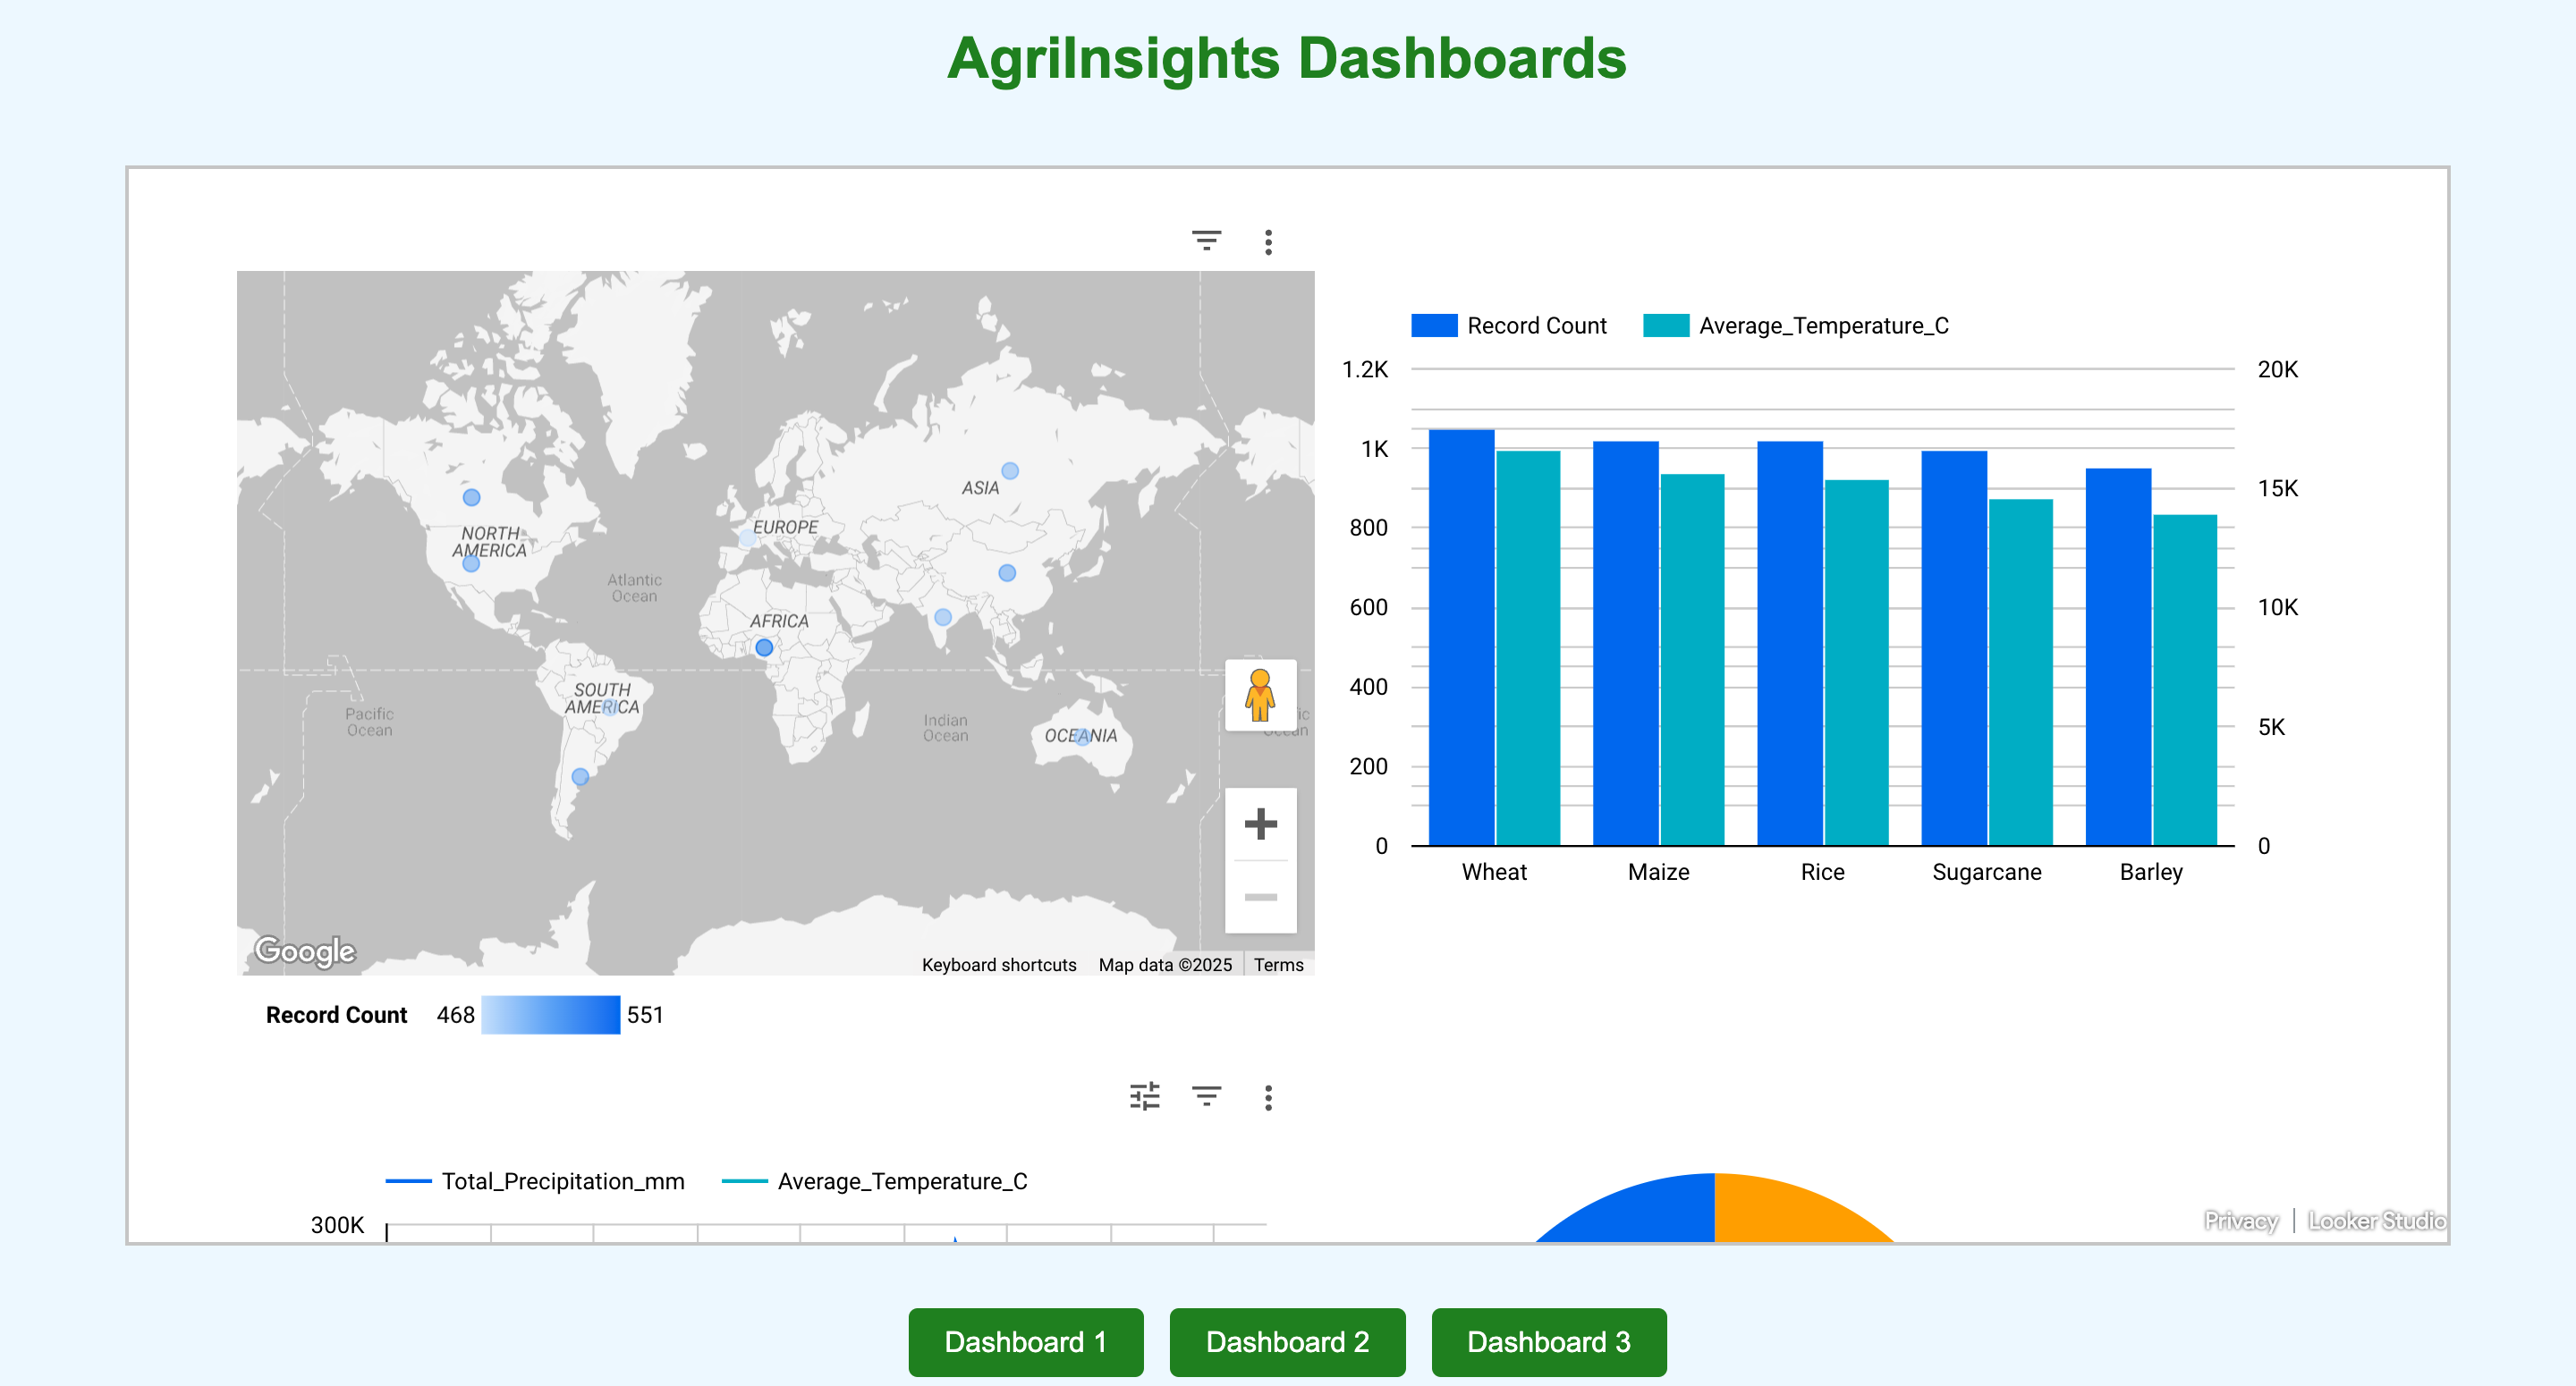 AgriInsights Dashboards
NORTH
AMERICA
Atlantic
Ocean
EUROPE
ASIA
AFRICA
SOUTH
AMERICA
Pacific
Ocean
Indian
Ocean
OCEANIA
Google
Keyboard shortcuts
Map data ©2025
Terms
Record Count 468 551
Record Count Average_Temperature_C
1.2K 20K
1K
15K
800
600 10K
400
5K
200
0 0
Wheat Maize Rice Sugarcane Barley
Total_Precipitation_mm Average_Temperature_C
300K
Privacy
Looker Studio
Dashboard 1 Dashboard 2 Dashboard 3